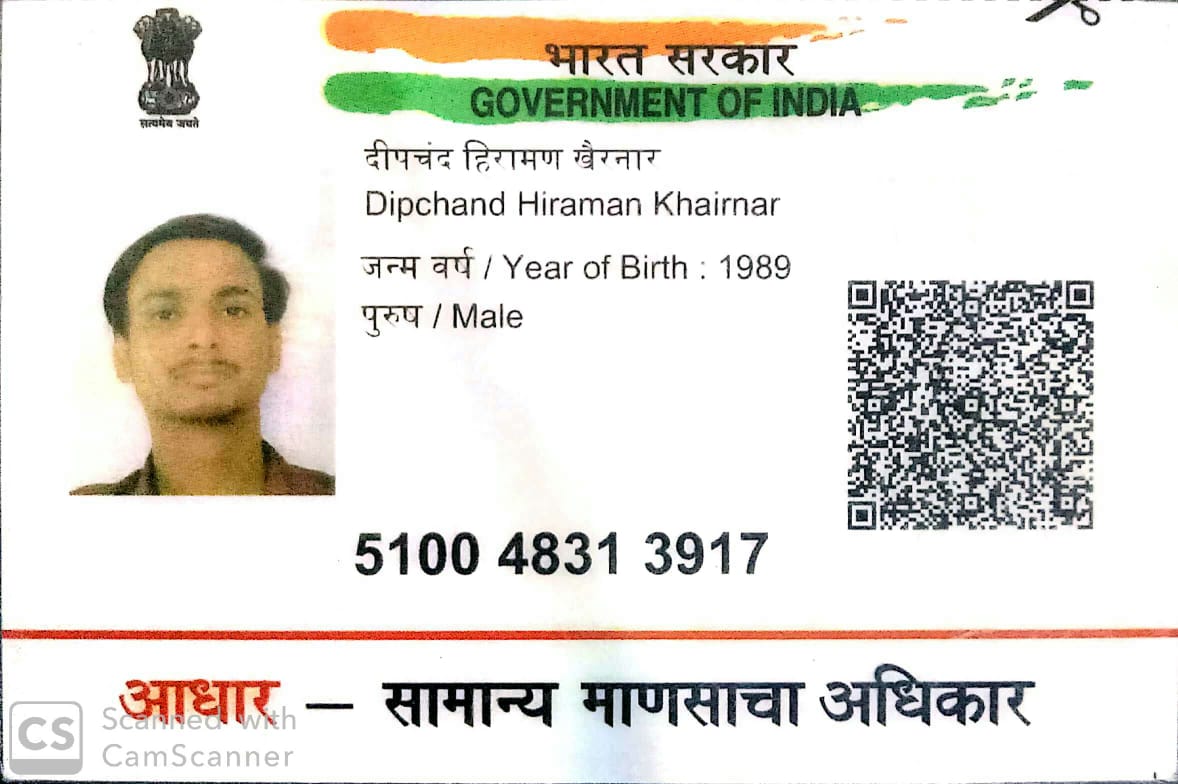 सत्यमेव जयते
भारत सरकार
GOVERNMENT OF INDIA
दीपचंद हिरामण खैरनार
Dipchand Hiraman Khairnar
जन्म वर्ष / Year of Birth : 1989
पुरुष / Male
5100 4831 3917
आधार — सामान्य माणसाचा अधिकार
CS Scanned with
CamScanner